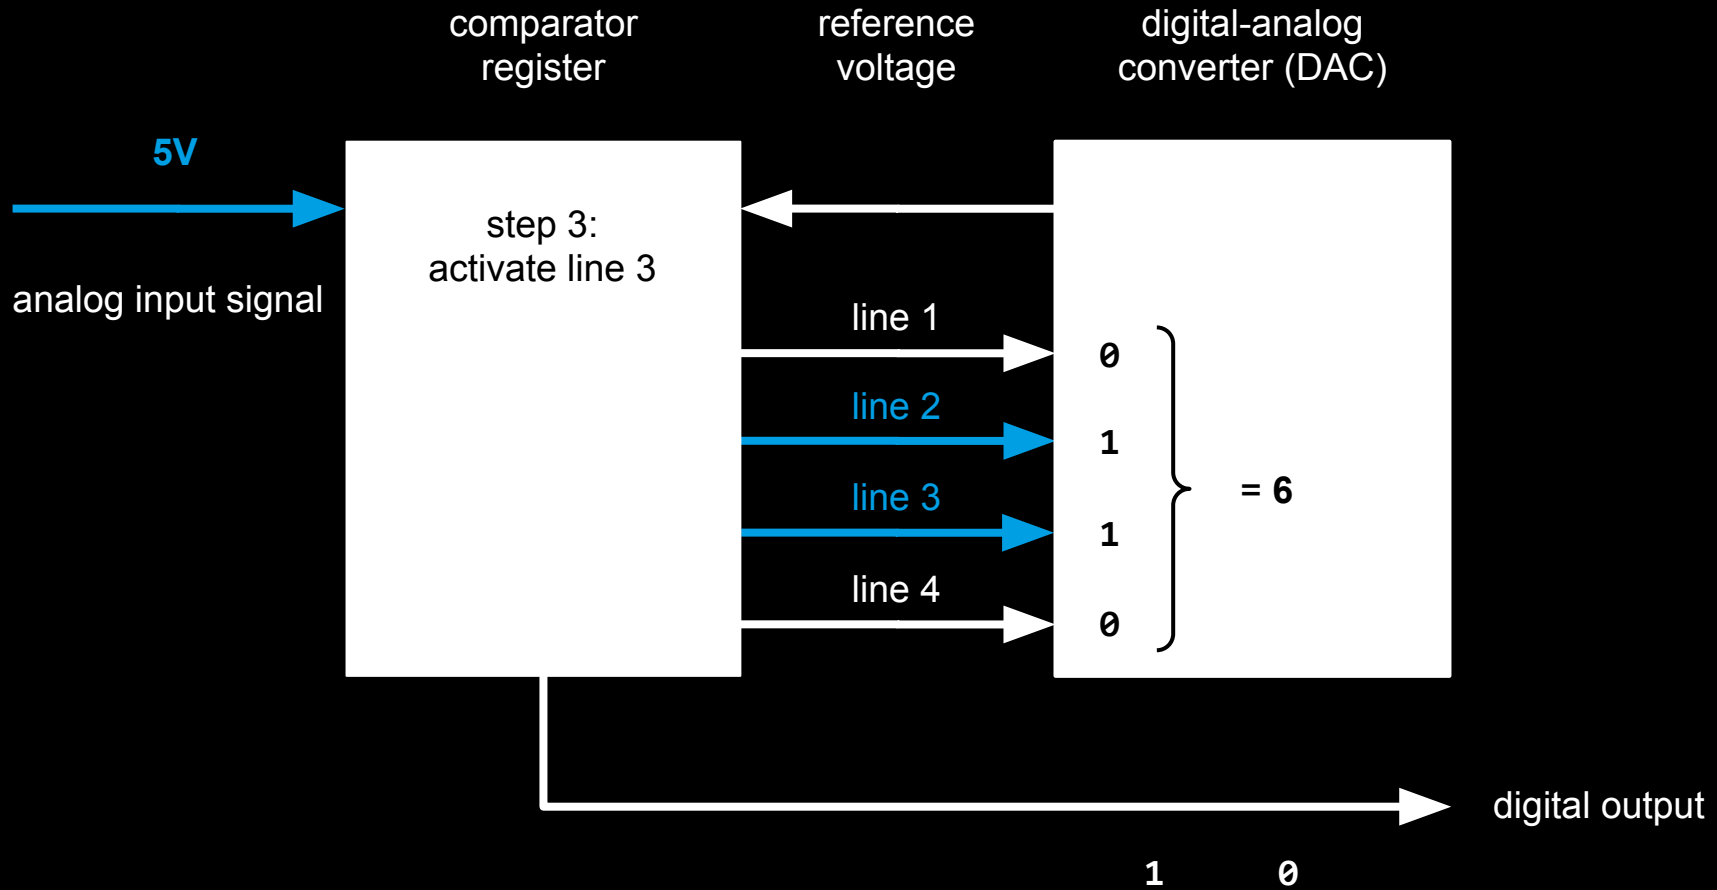 comparator
register
reference
voltage
digital-analog
converter (DAC)
5V
analog input signal
step 3:
activate line 3
line 1
line 2
line 3
line 4
0
1
1
0
= 6
digital output
1 0